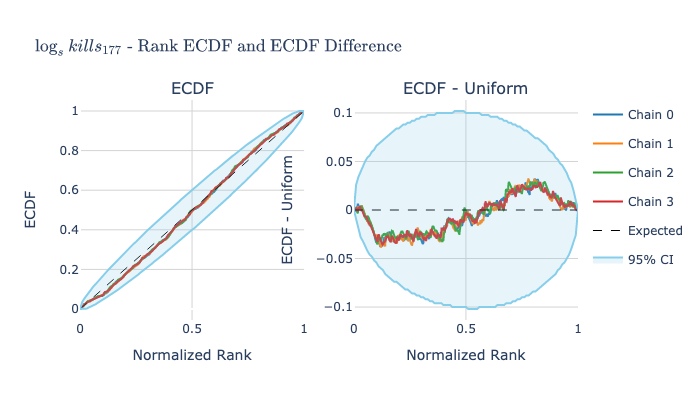 log_s kills_177 - Rank ECDF and ECDF Difference
ECDF
ECDF
1
0.8
0.6
0.4
0.2
0
0
0.5
1
Normalized Rank
ECDF - Uniform
ECDF - Uniform
0.1
0.05
0
−0.05
−0.1
0
0.5
1
Normalized Rank
Chain 0
Chain 1
Chain 2
Chain 3
Expected
95% CI